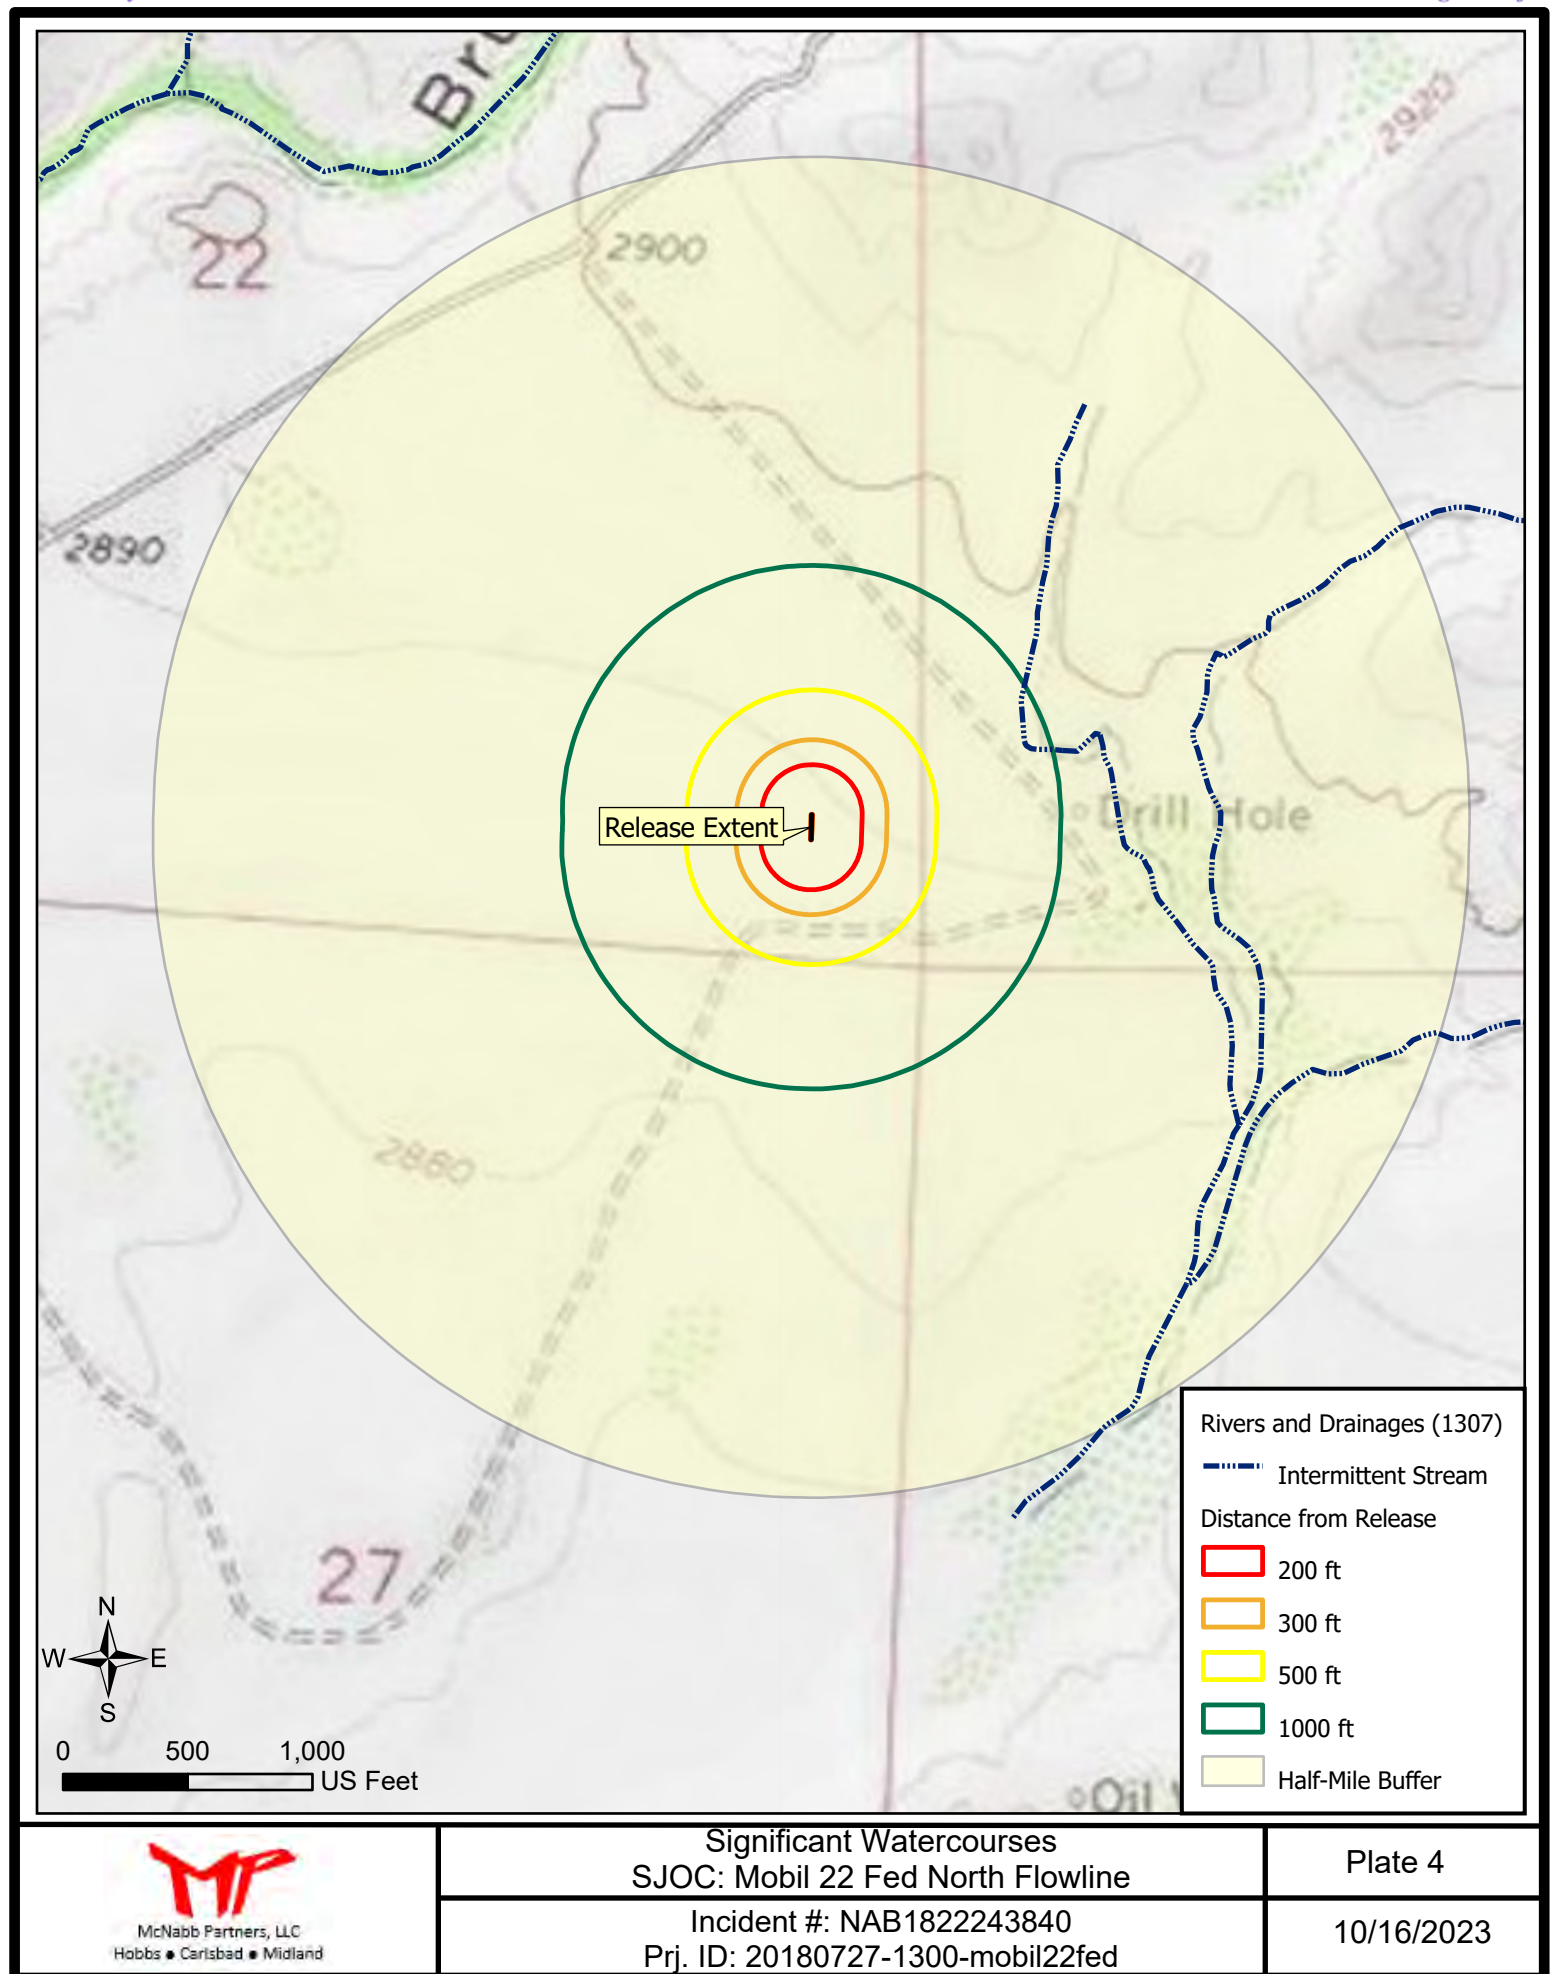 22
2900
2920
2890
Drill Hole
Release Extent
2880
27
N
W E
S
0 500 1,000
US Feet
Rivers and Drainages (1307)
Intermittent Stream
Distance from Release
200 ft
300 ft
500 ft
1000 ft
Half-Mile Buffer
Oil
McNabb Partners, LLC
Hobbs ● Carlsbad ● Midland
Significant Watercourses
SJOC: Mobil 22 Fed North Flowline
Plate 4
Incident #: NAB1822243840
Prj. ID: 20180727-1300-mobil22fed
10/16/2023